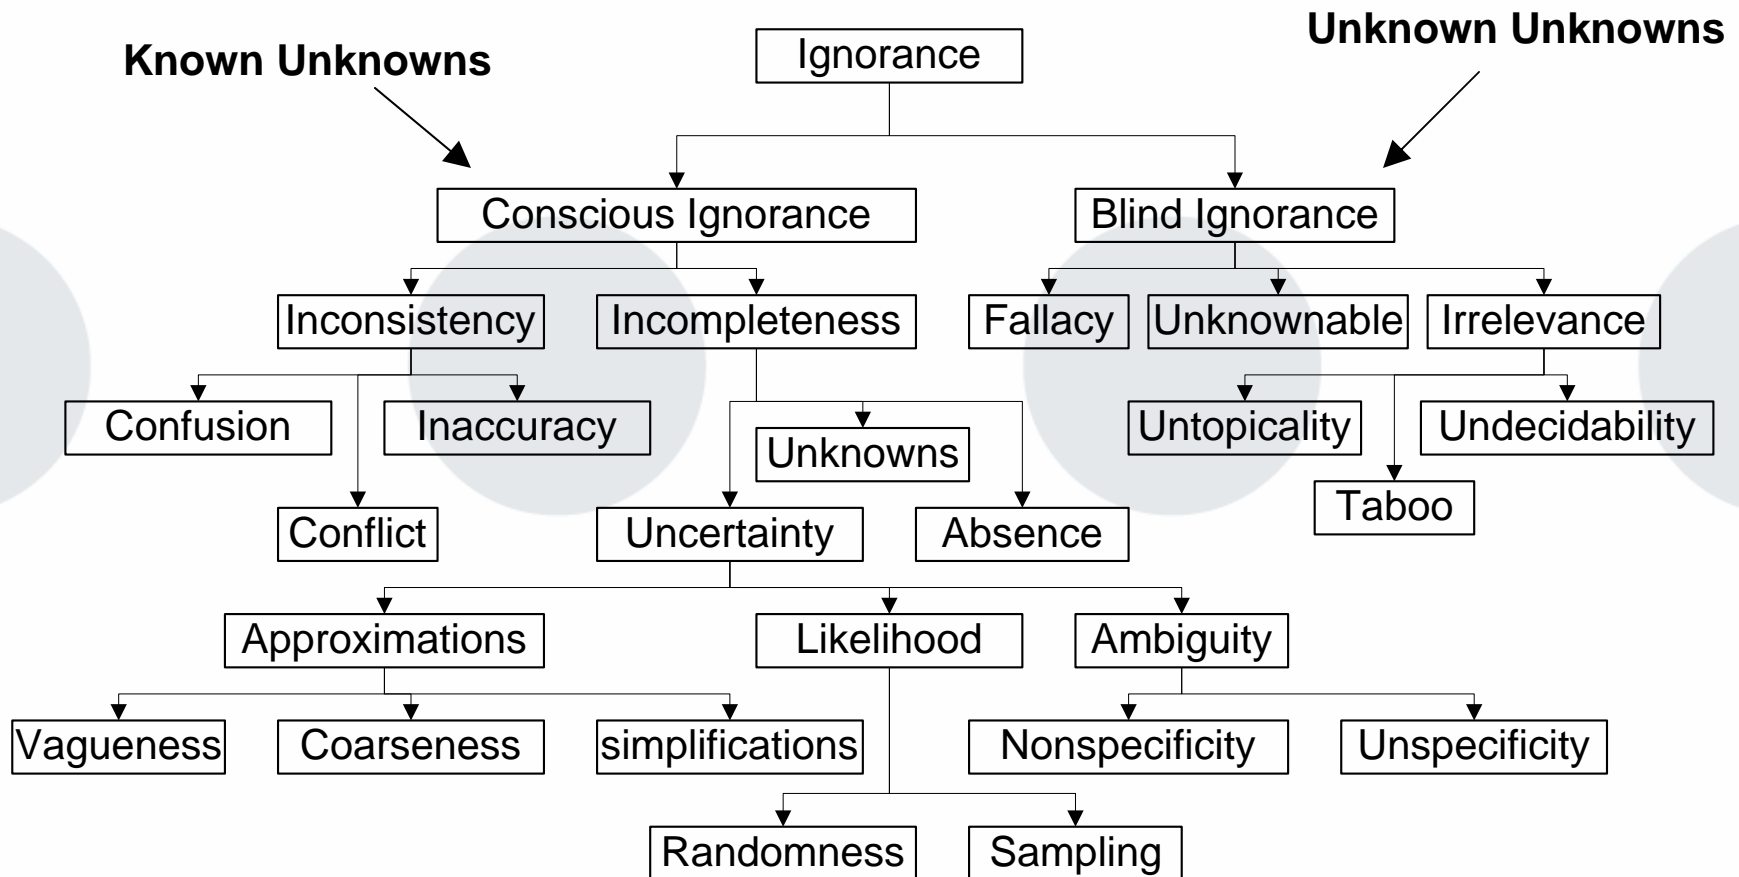 Unknown Unknowns
Known Unknowns
Ignorance
Conscious Ignorance
Blind Ignorance
Inconsistency
Incompleteness
Fallacy
Unknownable
Irrelevance
Confusion
Inaccuracy
Unknowns
Untopicality
Undecidability
Taboo
Conflict
Uncertainty
Absence
Approximations
Likelihood
Ambiguity
Vagueness
Coarseness
simplifications
Nonspecificity
Unspecificity
Randomness
Sampling